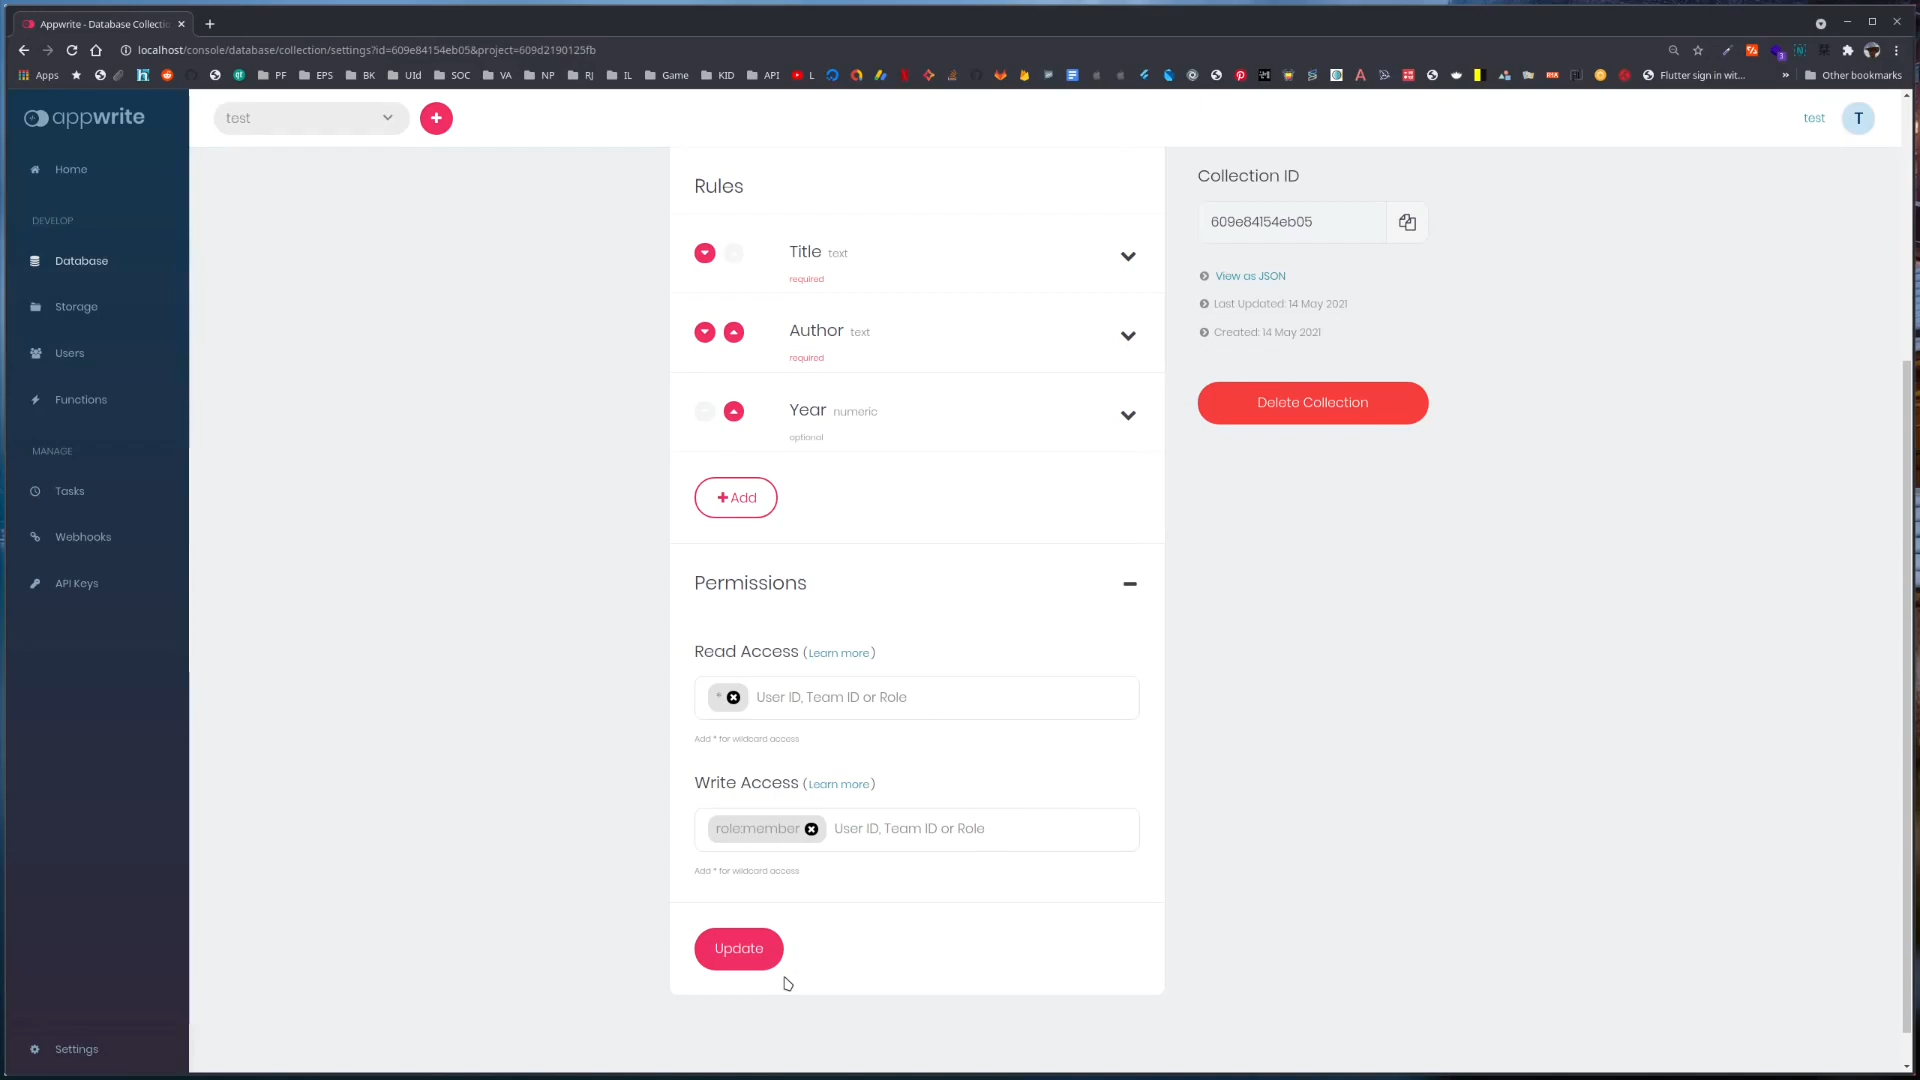 Appwrite - Database Collectio
localhost/console/database/collection/settings?id=609e84154eb05&project=609d2190125fb
Apps
PF
EPS
BK
UId
SOC
VA
NP
RJ
IL
Game
KID
API
L
Flutter sign in wit...
»
Other bookmarks
appwrite
test
test
T
Home
DEVELOP
Database
Storage
Users
Functions
MANAGE
Tasks
Webhooks
API Keys
Settings
Rules
Title text
required
Author text
required
Year numeric
optional
+ Add
Permissions
Read Access (Learn more)
* User ID, Team ID or Role
Add * for wildcard access
Write Access (Learn more)
role:member User ID, Team ID or Role
Add * for wildcard access
Update
Collection ID
609e84154eb05
View as JSON
Last Updated: 14 May 2021
Created: 14 May 2021
Delete Collection